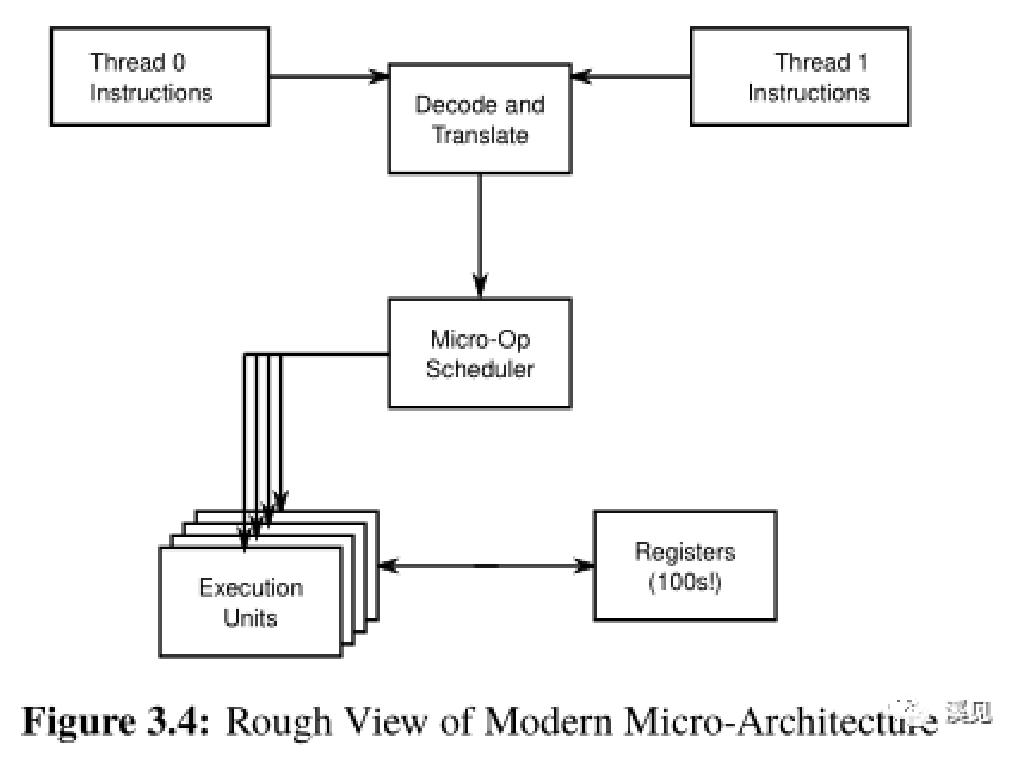 Thread 0
Instructions
Thread 1
Instructions
Decode and
Translate
Micro-Op
Scheduler
Execution
Units
Registers
(100s!)
Figure 3.4: Rough View of Modern Micro-Architecture